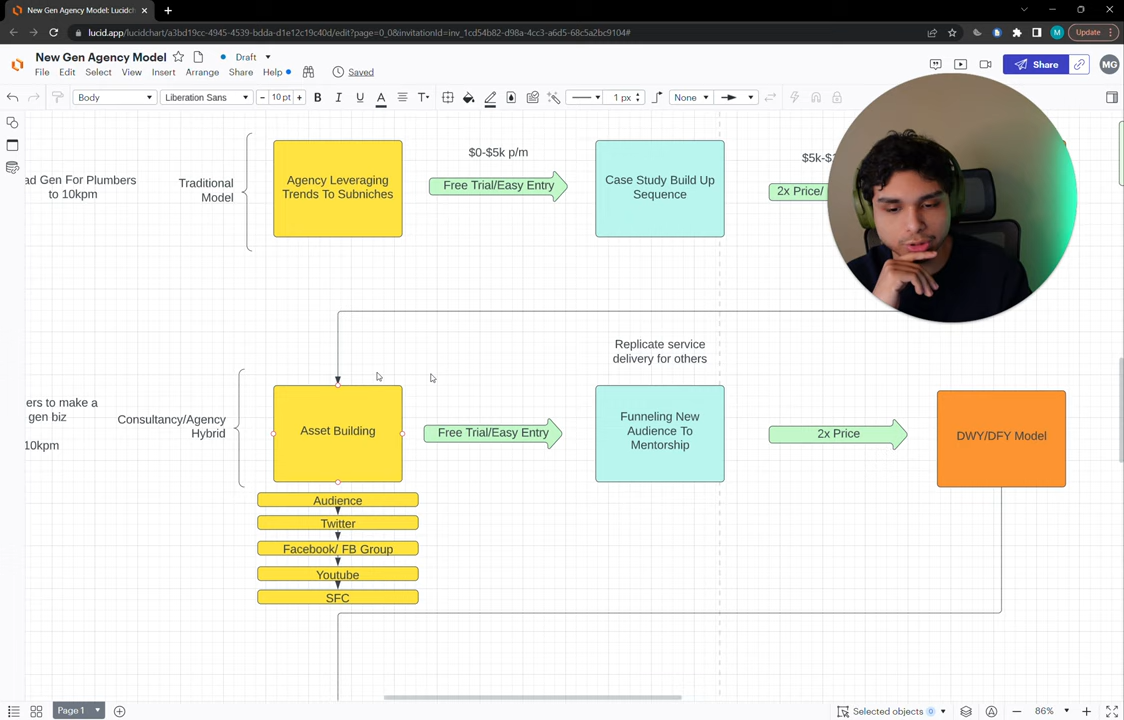 New Gen Agency Model: Lucidch
lucid.app/lucidchart/a3bd19cc-4945-4539-bdda-d1e12c19c40d/edit?page=0_0&invitationId=inv_1cd54b82-d98a-4cc3-a6d5-68c5a2bc9104#
M
Update
New Gen Agency Model
Draft
File Edit Select View Insert Arrange Share Help
Saved
Share
MG
Body
Liberation Sans
10 pt
B I U A T
1 px
None
ad Gen For Plumbers
to 10kpm
Traditional
Model
Agency Leveraging
Trends To Subniches
$0-$5k p/m
Free Trial/Easy Entry
Case Study Build Up
Sequence
$5k-$
2x Price/
Replicate service
delivery for others
ers to make a
gen biz
10kpm
Consultancy/Agency
Hybrid
Asset Building
Free Trial/Easy Entry
Funneling New
Audience To
Mentorship
2x Price
DWY/DFY Model
Audience
Twitter
Facebook/ FB Group
Youtube
SFC
Page 1
Selected objects 0
86%